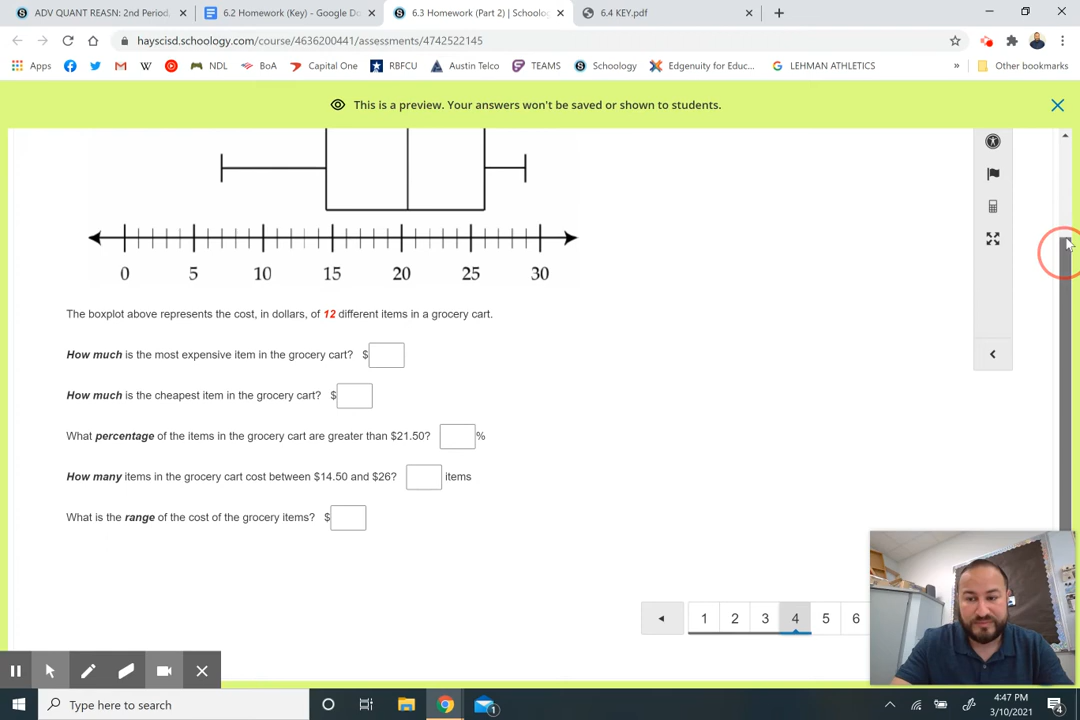 ADV QUANT REASN: 2nd Period,
6.2 Homework (Key) - Google Do
6.3 Homework (Part 2) | Schoolog
6.4 KEY.pdf
hayscisd.schoology.com/course/4636200441/assessments/4742522145
Apps NDL BoA Capital One RBFCU Austin Telco TEAMS Schoology Edgenuity for Educ... LEHMAN ATHLETICS » Other bookmarks
This is a preview. Your answers won't be saved or shown to students.
0 5 10 15 20 25 30
The boxplot above represents the cost, in dollars, of 12 different items in a grocery cart.
How much is the most expensive item in the grocery cart? $
How much is the cheapest item in the grocery cart? $
What percentage of the items in the grocery cart are greater than $21.50? %
How many items in the grocery cart cost between $14.50 and $26? items
What is the range of the cost of the grocery items? $
1 2 3 4 5 6
Type here to search
1
4:47 PM
3/10/2021
4